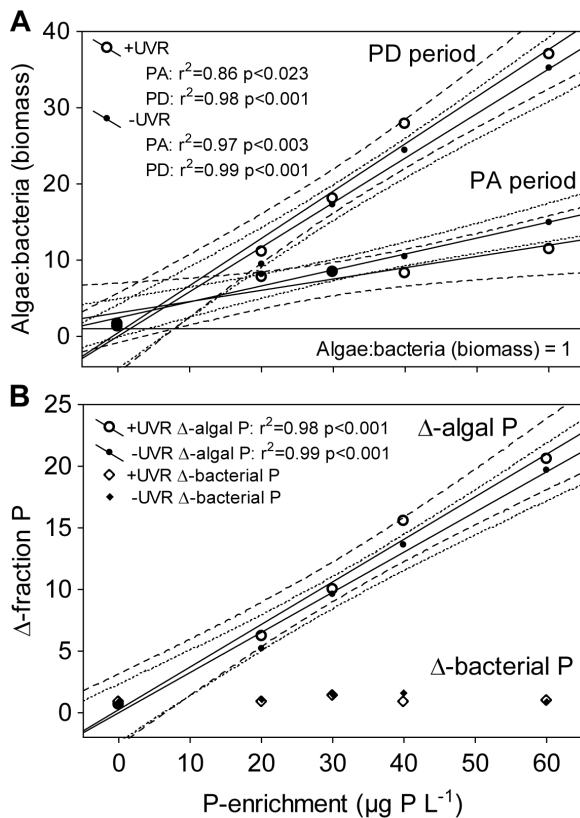 A
40
30
20
10
0
Algae:bacteria (biomass)
+UVR
PA: r²=0.86 p<0.023
PD: r²=0.98 p<0.001
-UVR
PA: r²=0.97 p<0.003
PD: r²=0.99 p<0.001
PD period
PA period
Algae:bacteria (biomass) = 1
B
25
20
15
10
5
0
Δ-fraction P
+UVR Δ-algal P: r²=0.98 p<0.001
-UVR Δ-algal P: r²=0.99 p<0.001
+UVR Δ-bacterial P
-UVR Δ-bacterial P
Δ-algal P
Δ-bacterial P
0 10 20 30 40 50 60
P-enrichment (µg P L⁻¹)